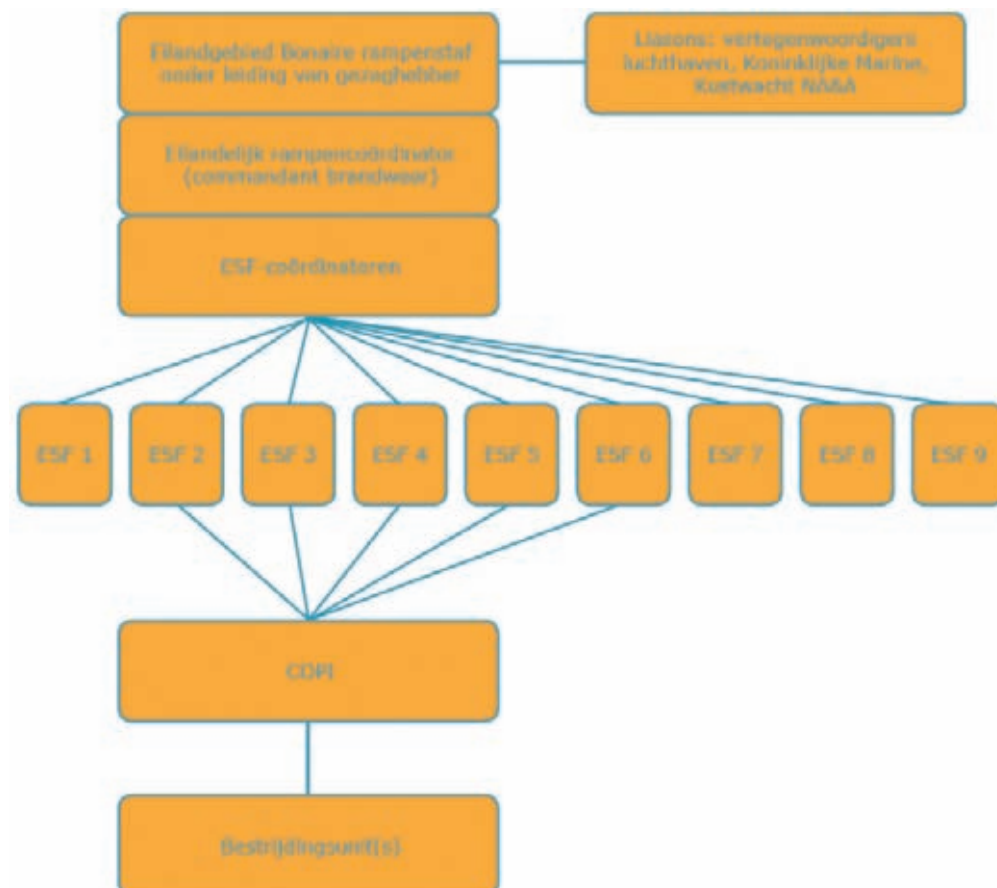 Eilandgebied Bonaire rampenstaf
onder leiding van gezaghebber
Liasons: vertegenwoordigers
luchthaven, Koninklijke Marine,
Kustwacht NA&A
Eilandelijk rampencoördinator
(commandant brandweer)
ESF-coördinatoren
ESF 1
ESF 2
ESF 3
ESF 4
ESF 5
ESF 6
ESF 7
ESF 8
ESF 9
COPI
Bestrijdingsunit(s)